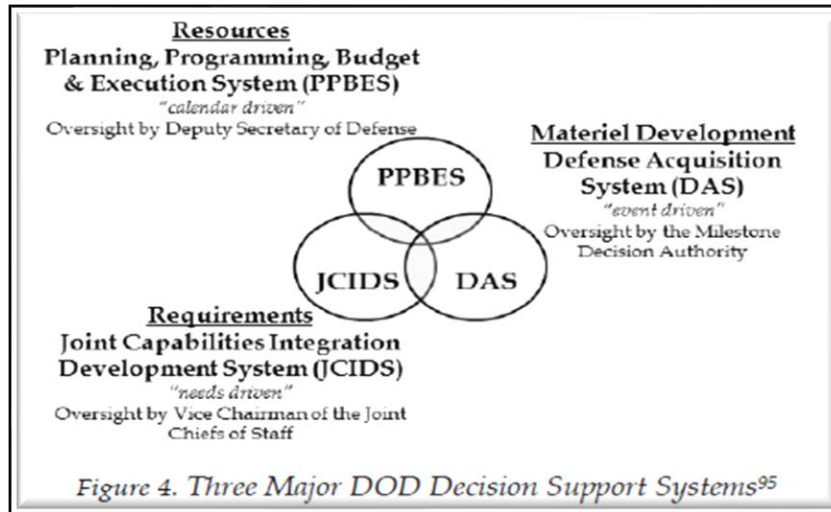 Resources
Planning, Programming, Budget
& Execution System (PPBES)
"calendar driven"
Oversight by Deputy Secretary of Defense
Materiel Development
Defense Acquisition
System (DAS)
"event driven"
Oversight by the Milestone
Decision Authority
PPBES
JCIDS
DAS
Requirements
Joint Capabilities Integration
Development System (JCIDS)
"needs driven"
Oversight by Vice Chairman of the Joint
Chiefs of Staff
Figure 4. Three Major DOD Decision Support Systems⁹⁵